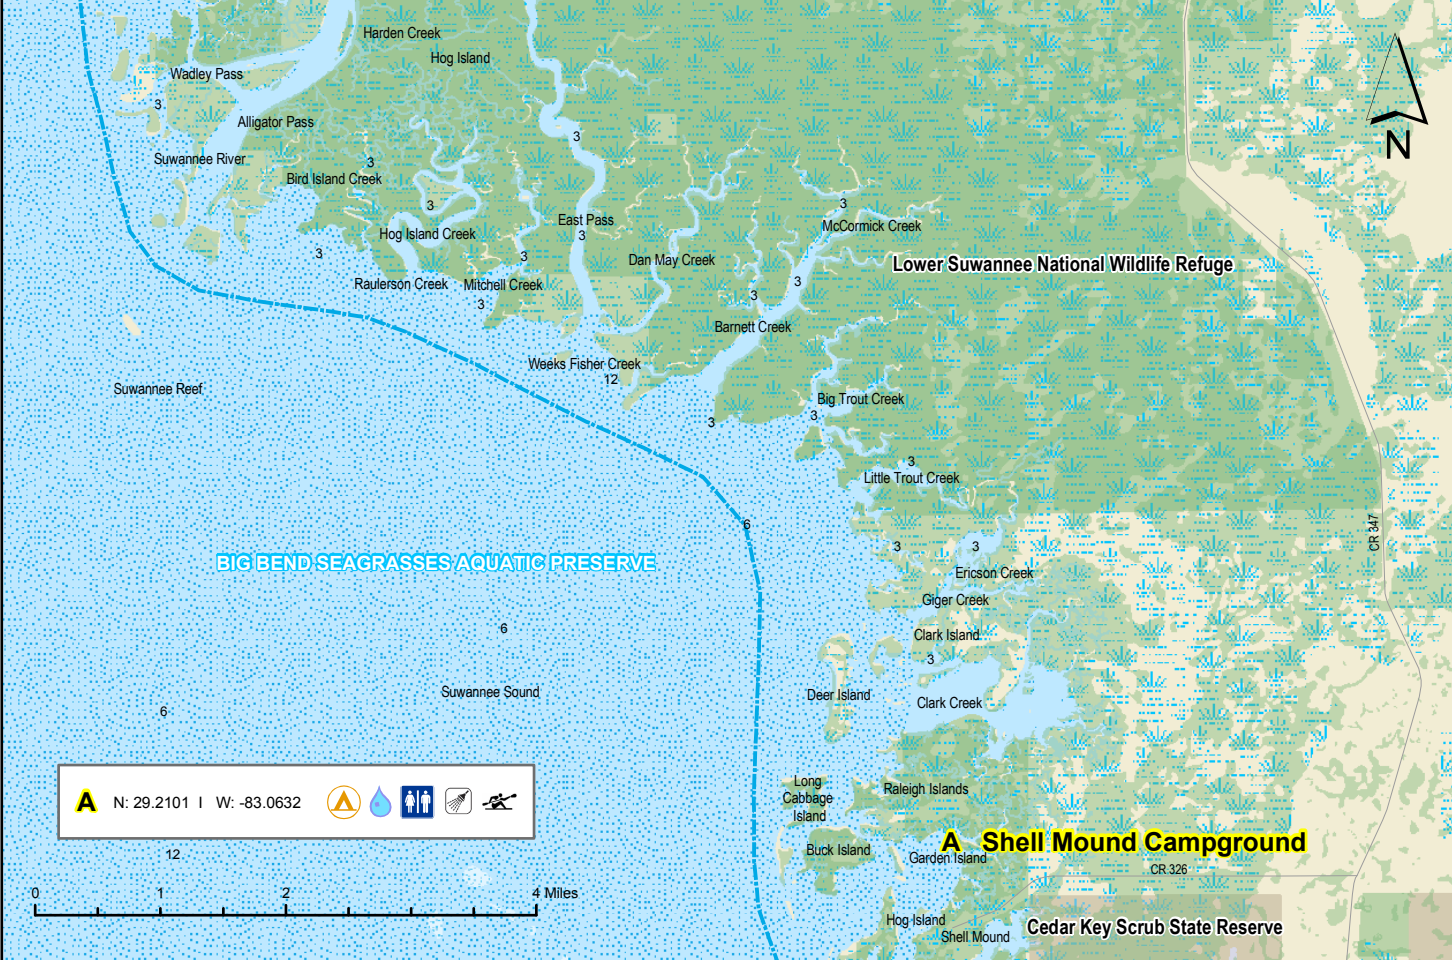 Harden Creek
Hog Island
Wadley Pass
3
Alligator Pass
3
N
Suwannee River
3
Bird Island Creek
3
3
East Pass
McCormick Creek
Hog Island Creek
3
3
3
Dan May Creek
Lower Suwannee National Wildlife Refuge
Raulerson Creek
Mitchell Creek
3
3
3
Barnett Creek
Weeks Fisher Creek
12
Suwannee Reef
Big Trout Creek
3
3
3
Little Trout Creek
6
CR 347
3
3
BIG BEND SEAGRASSES AQUATIC PRESERVE
Ericson Creek
Giger Creek
6
Clark Island
3
Suwannee Sound
Deer Island
Clark Creek
6
Long
Cabbage
Island
Raleigh Islands
A N: 29.2101 I W: -83.0632
A Shell Mound Campground
Buck Island
Garden Island
12
CR 326
0 1 2 4 Miles
Hog Island
Shell Mound
Cedar Key Scrub State Reserve